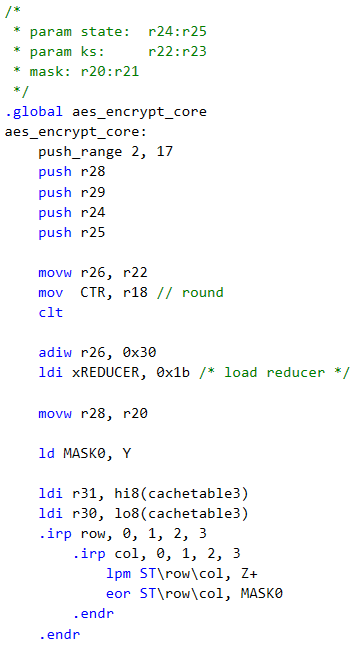 /*
 * param state:  r24:r25
 * param ks:     r22:r23
 * mask: r20:r21
 */
.global aes_encrypt_core
aes_encrypt_core:
    push_range 2, 17
    push r28
    push r29
    push r24
    push r25

    movw r26, r22
    mov  CTR, r18 // round
    clt

    adiw r26, 0x30
    ldi xREDUCER, 0x1b /* load reducer */

    movw r28, r20

    ld MASK0, Y

    ldi r31, hi8(cachetable3)
    ldi r30, lo8(cachetable3)
    .irp row, 0, 1, 2, 3
        .irp col, 0, 1, 2, 3
            lpm ST\row\col, Z+
            eor ST\row\col, MASK0
        .endr
    .endr